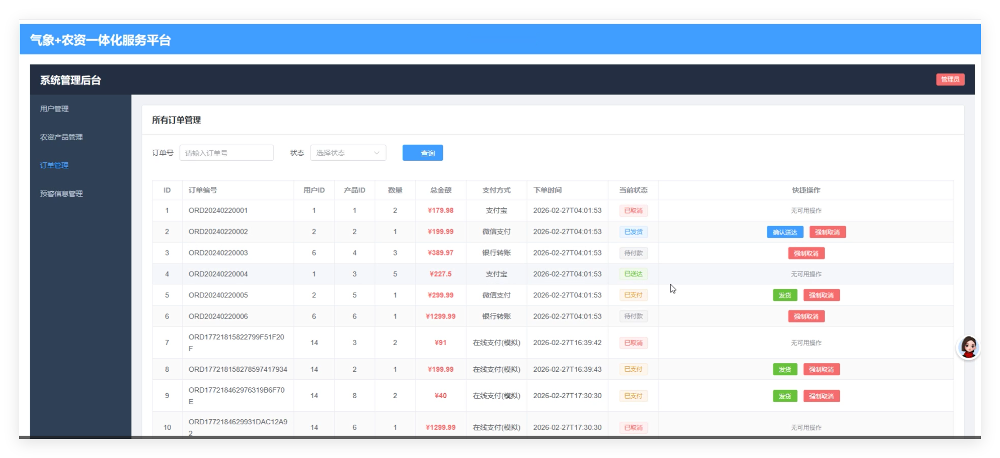 气象+农资一体化服务平台
系统管理后台 管理员
用户管理
农资产品管理
订单管理
预警信息管理
所有订单管理
订单号 请输入订单号 状态 选择状态 查询
ID 订单编号 用户ID 产品ID 数量 总金额 支付方式 下单时间 当前状态 快捷操作
1 ORD20240220001 1 1 2 ¥179.98 支付宝 2026-02-27T04:01:53 已取消 无可用操作
2 ORD20240220002 2 2 1 ¥199.99 微信支付 2026-02-27T04:01:53 已发货 确认送达 强制取消
3 ORD20240220003 6 4 3 ¥389.97 银行转账 2026-02-27T04:01:53 待付款 强制取消
4 ORD20240220004 1 3 5 ¥227.5 支付宝 2026-02-27T04:01:53 已送达 无可用操作
5 ORD20240220005 2 5 1 ¥299.99 微信支付 2026-02-27T04:01:53 已支付 发货 强制取消
6 ORD20240220006 6 6 1 ¥1299.99 银行转账 2026-02-27T04:01:53 待付款 强制取消
7 ORD17721815822799F51F20F 14 3 2 ¥91 在线支付(模拟) 2026-02-27T16:39:42 已取消 无可用操作
8 ORD177218158278597417934 14 2 1 ¥199.99 在线支付(模拟) 2026-02-27T16:39:43 已支付 发货 强制取消
9 ORD177218462976319B6F70E 14 8 2 ¥40 在线支付(模拟) 2026-02-27T17:30:30 已支付 发货 强制取消
10 ORD1772184629931DAC12A92 14 6 1 ¥1299.99 在线支付(模拟) 2026-02-27T17:30:30 已取消 无可用操作